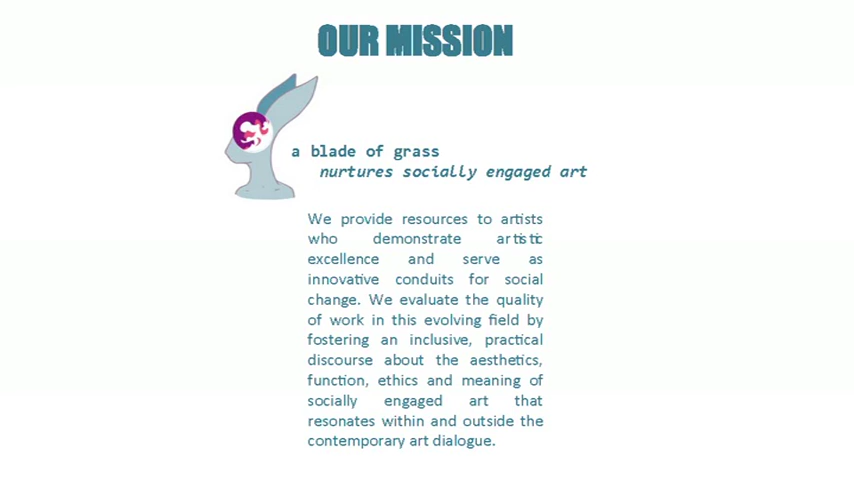 OUR MISSION
a blade of grass
nurtures socially engaged art
We provide resources to artists
who demonstrate artistic
excellence and serve as
innovative conduits for social
change. We evaluate the quality
of work in this evolving field by
fostering an inclusive, practical
discourse about the aesthetics,
function, ethics and meaning of
socially engaged art that
resonates within and outside the
contemporary art dialogue.